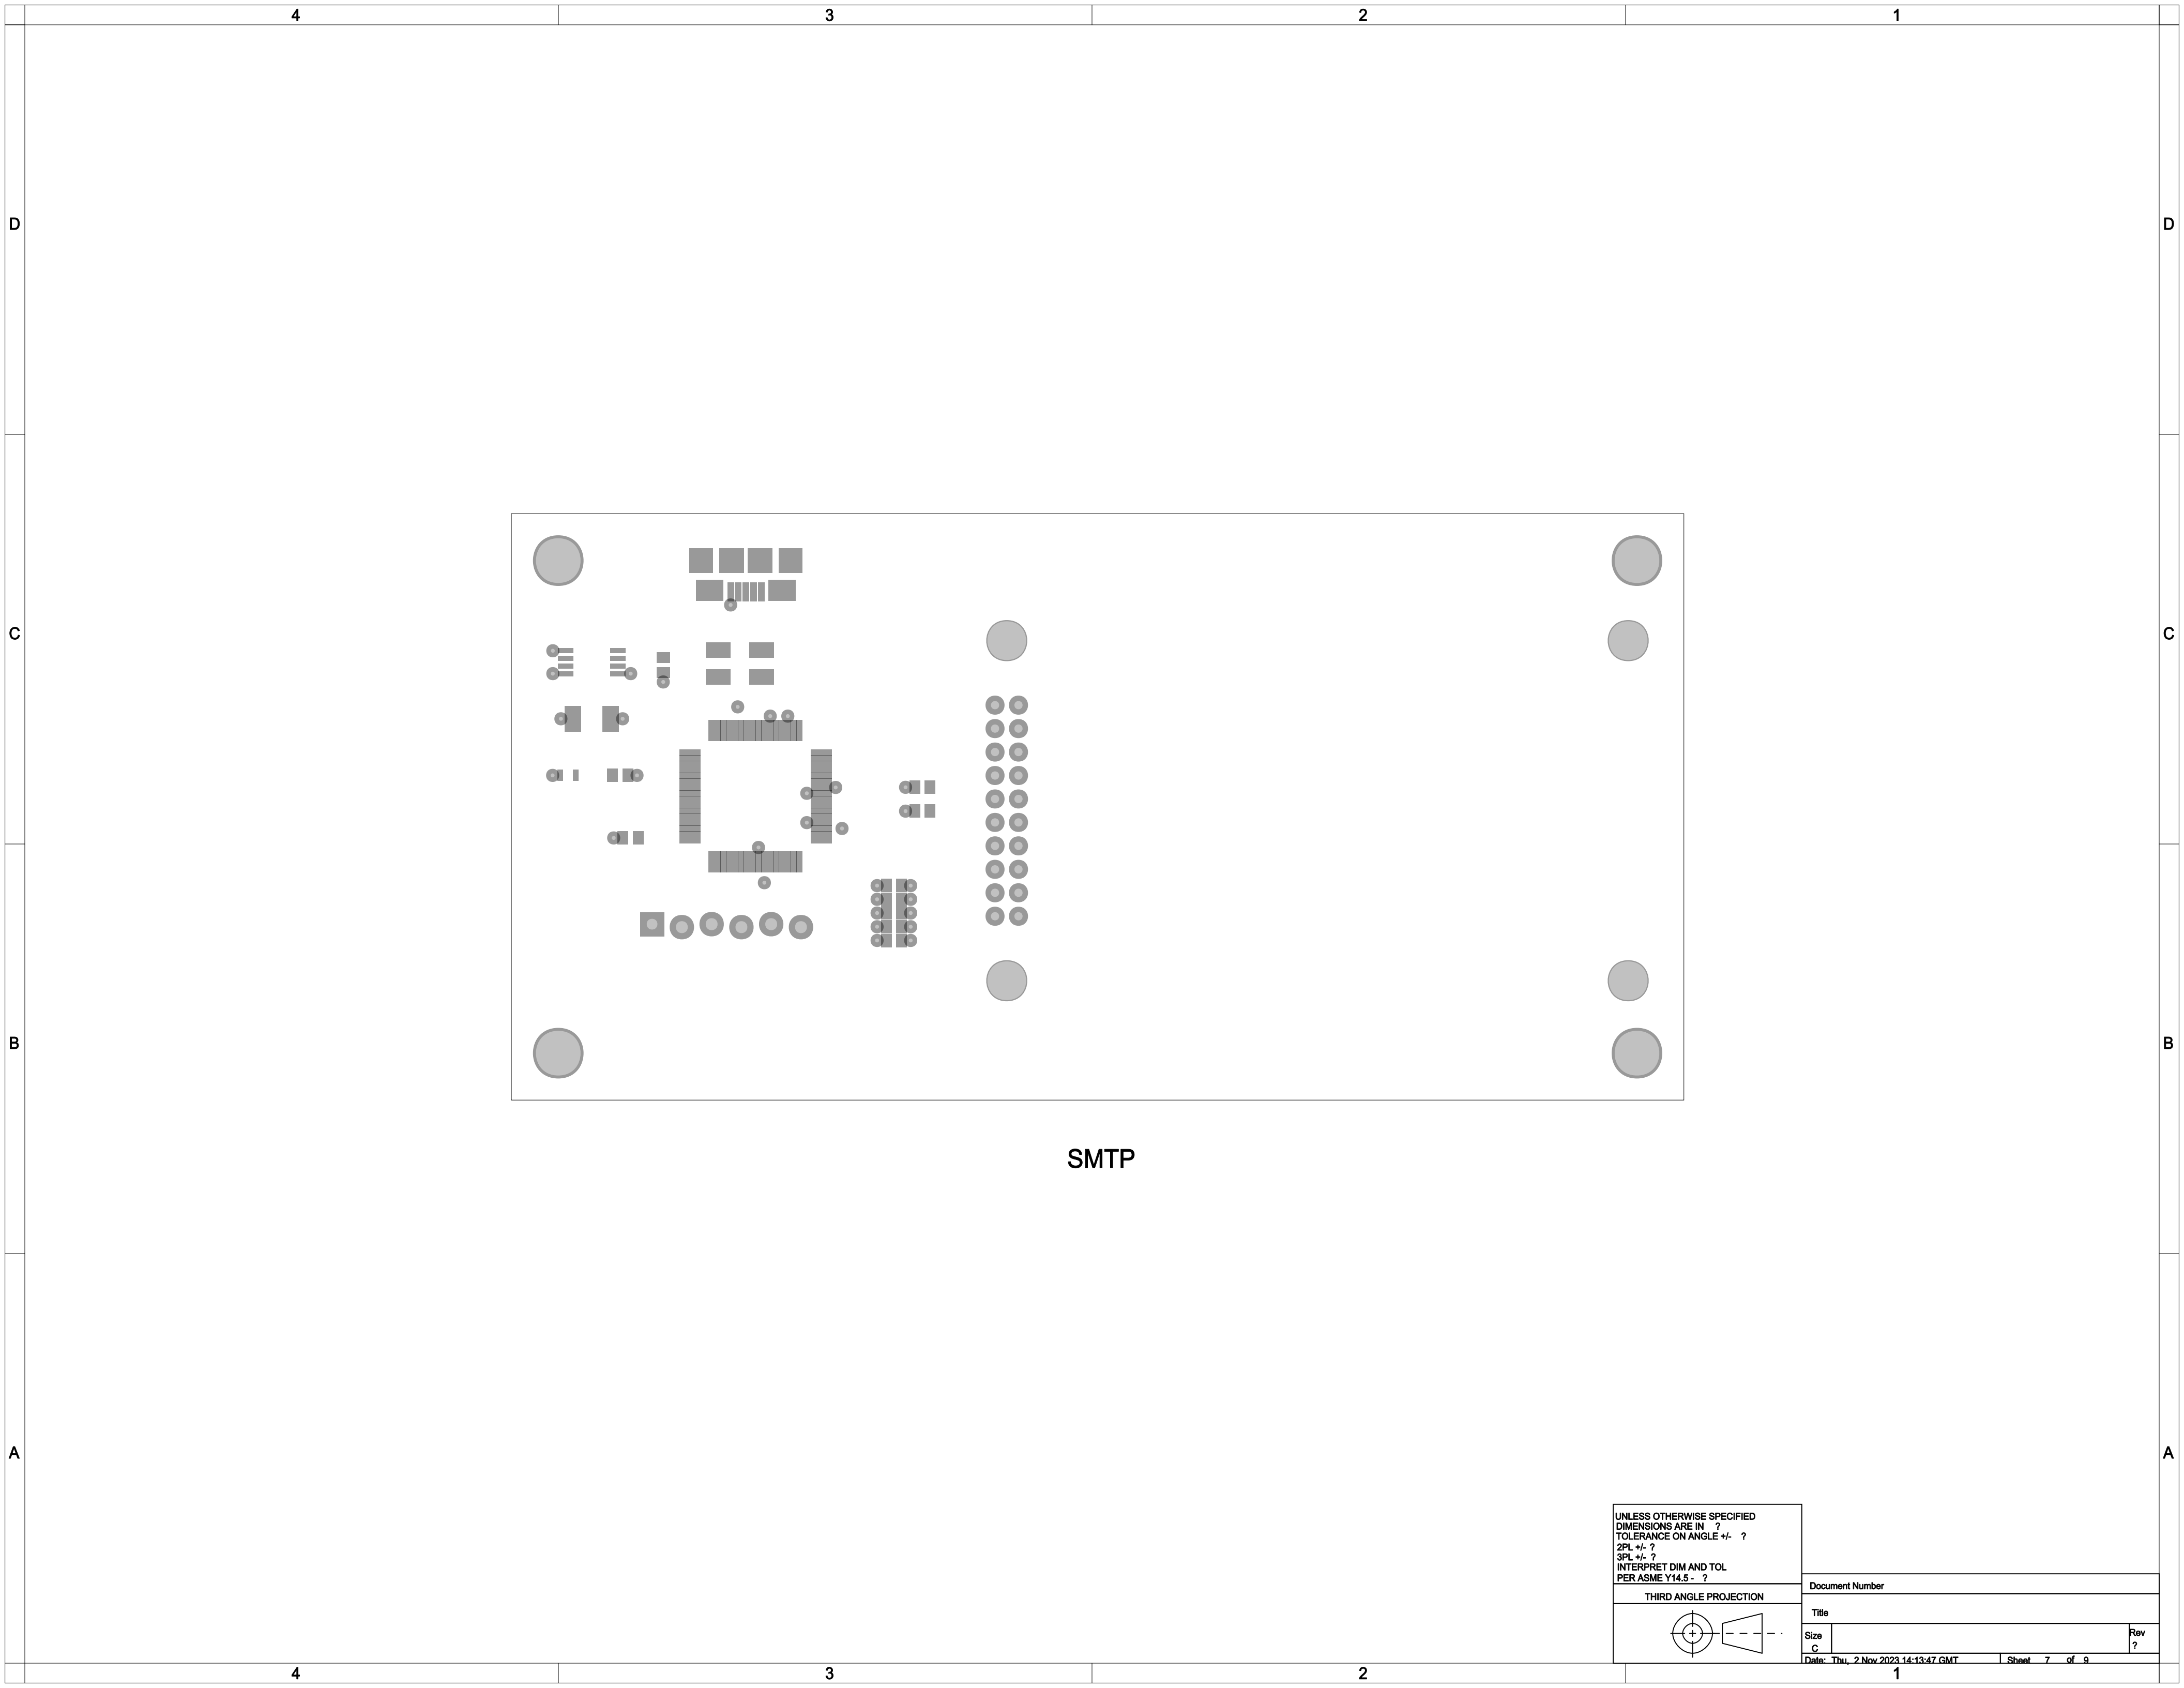 4 3 2 1
D D
C C
SMTP
B B
A A
UNLESS OTHERWISE SPECIFIED
DIMENSIONS ARE IN ?
TOLERANCE ON ANGLE +/- ?
2PL +/- ?
3PL +/- ?
INTERPRET DIM AND TOL
PER ASME Y14.5 - ?
THIRD ANGLE PROJECTION
Document Number
Title
Size
C
Rev
?
Date: Thu, 2 Nov 2023 14:13:47 GMT Sheet 7 of 9
4 3 2 1